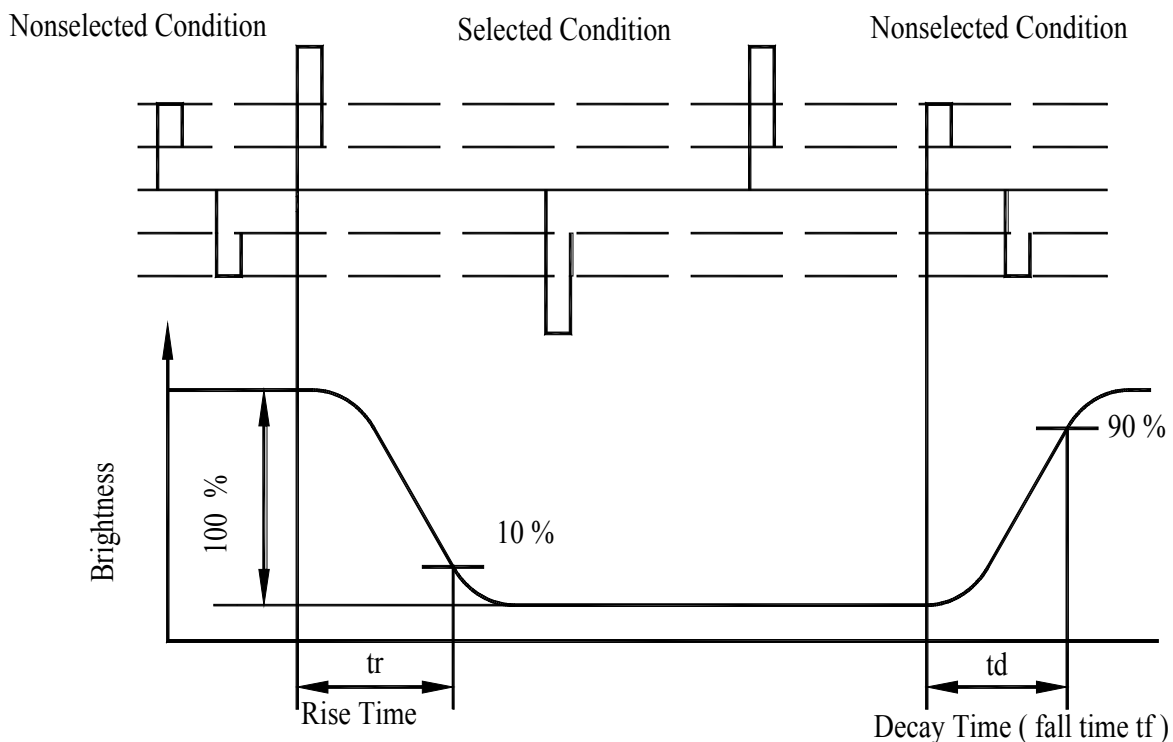 Nonselected Condition
Selected Condition
Nonselected Condition
Brightness
100 %
10 %
90 %
tr
Rise Time
td
Decay Time ( fall time tf )